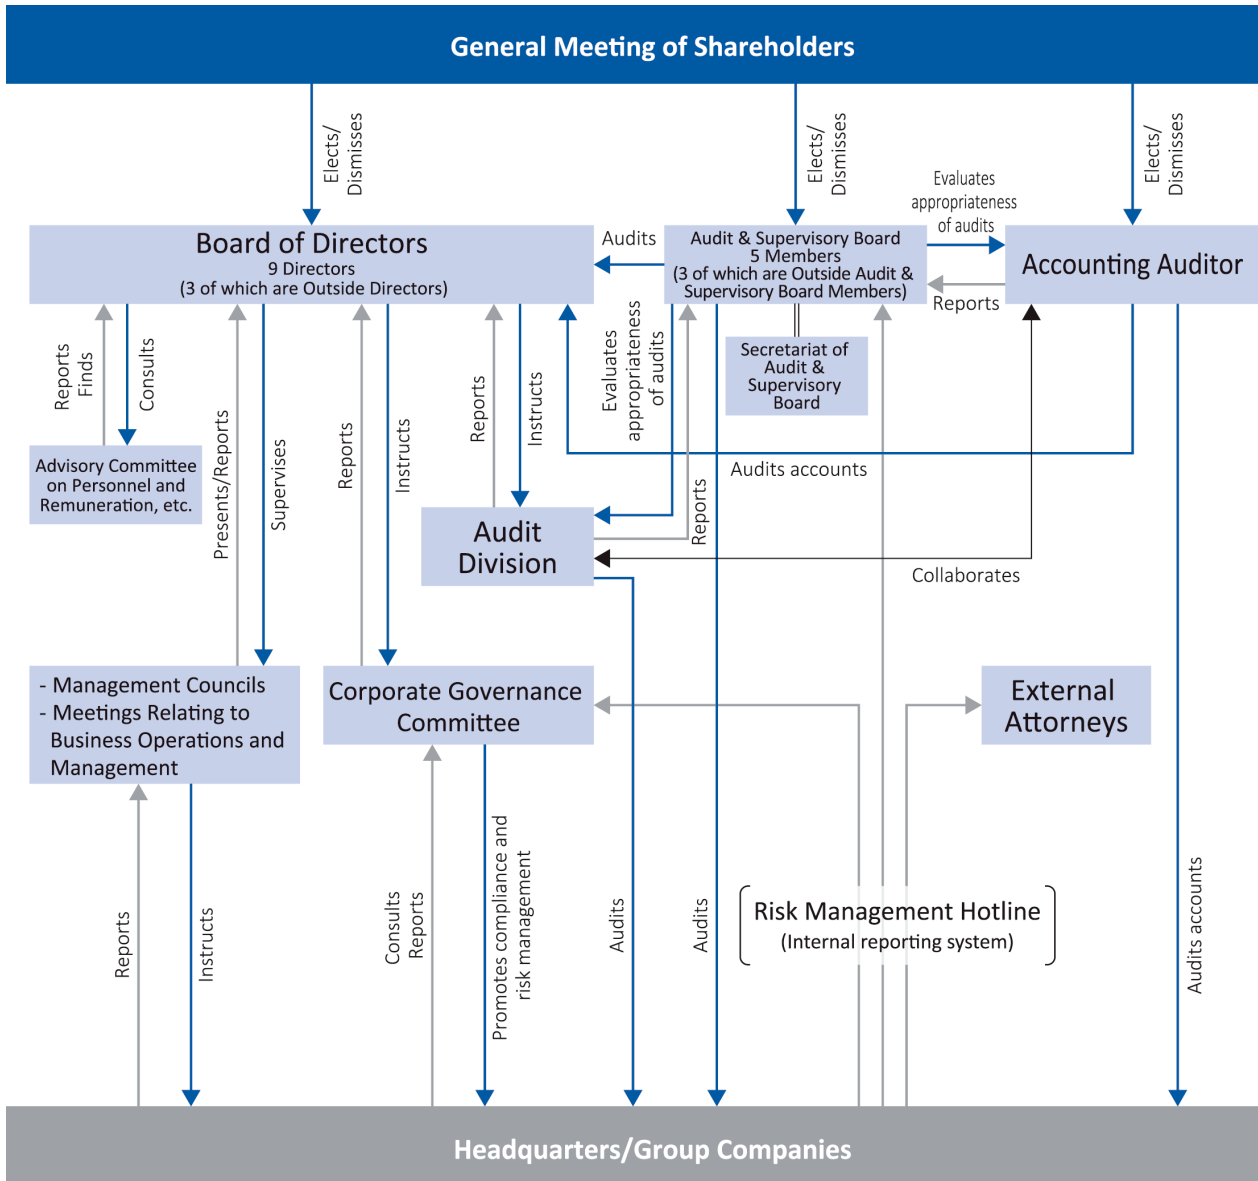 General Meeting of Shareholders
Elects/
Dismisses
Elects/
Dismisses
Elects/
Dismisses
Evaluates
appropriateness
of audits
Board of Directors
9 Directors
(3 of which are Outside Directors)
Audits
Audit & Supervisory Board
5 Members
(3 of which are Outside Audit &
Supervisory Board Members)
Accounting Auditor
Reports
Reports
Finds
Consults
Presents/Reports
Supervises
Reports
Instructs
Reports
Instructs
Evaluates
appropriateness
of audits
Reports
Secretariat of
Audit &
Supervisory
Board
Audits accounts
Advisory Committee
on Personnel and
Remuneration, etc.
Audit
Division
Collaborates
- Management Councils
- Meetings Relating to
Business Operations and
Management
Corporate Governance
Committee
External
Attorneys
Reports
Instructs
Consults
Reports
Promotes compliance and
risk management
Audits
Audits
Risk Management Hotline
(Internal reporting system)
Audits accounts
Headquarters/Group Companies